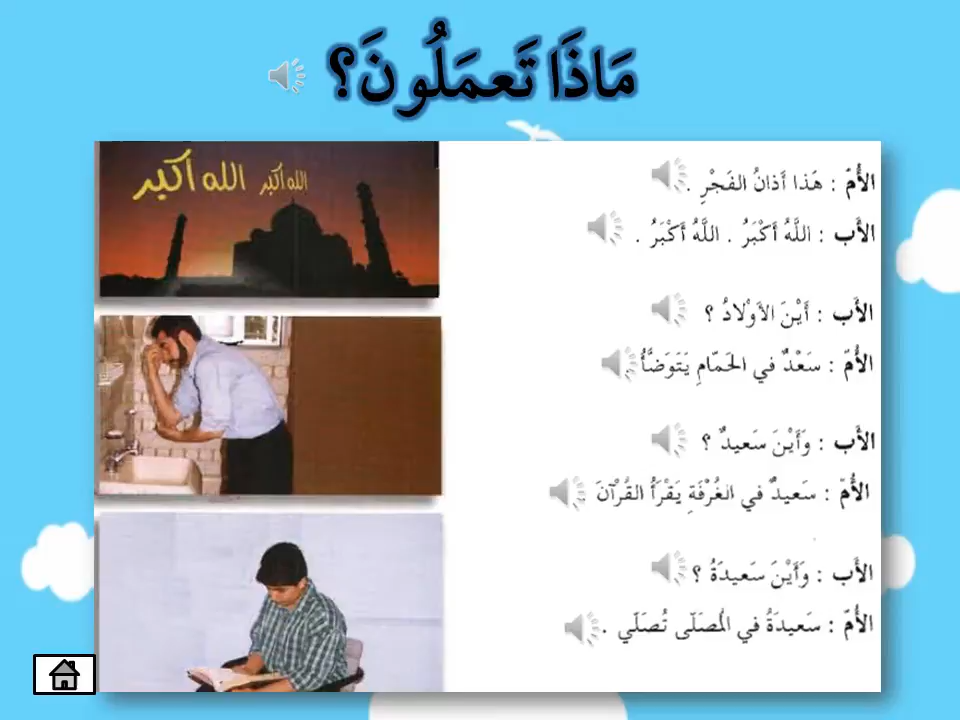 مَاذَا تَعمَلُونَ؟
الله أكبر الله أكبر
الأُمّ : هَذا أَذانُ الفَجْرِ .
الأَب : اللَّهُ أَكْبَرُ . اللَّهُ أَكْبَرُ .
الأَب : أَيْنَ الأَوْلادُ ؟
الأُمّ : سَعْدٌ في الحَمّامِ يَتَوَضَّأُ
الأَب : وَأَيْنَ سَعيدٌ ؟
الأُمّ : سَعيدٌ في الغُرْفَةِ يَقْرَأُ القُرْآنَ
الأَب : وَأَيْنَ سَعيدَةُ ؟
الأُمّ : سَعيدَةُ في المُصَلّى تُصَلّي .